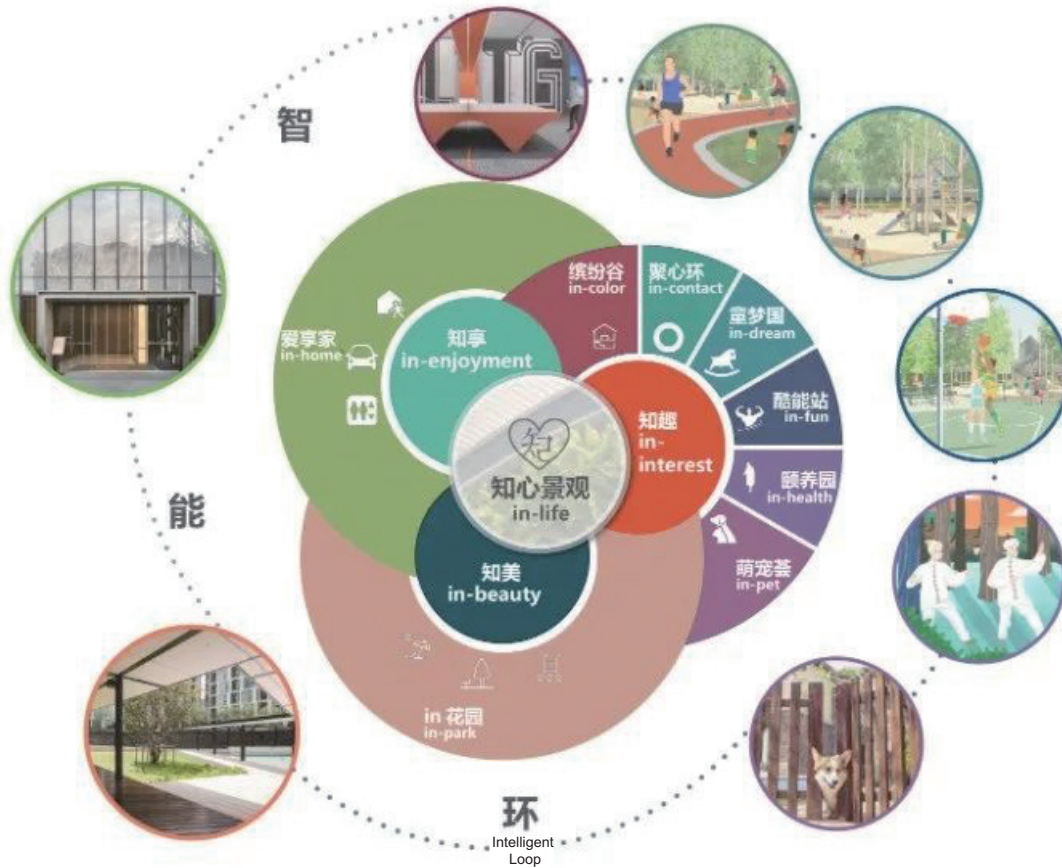 智
能
环
Intelligent
Loop
TG
爱享家
in-home
知享
in-enjoyment
缤纷谷
in-color
聚心环
in-contact
童梦国
in-dream
酷能站
in-fun
颐养园
in-health
萌宠荟
in-pet
知趣
in-
interest
知
知心景观
in-life
知美
in-beauty
in 花园
in-park